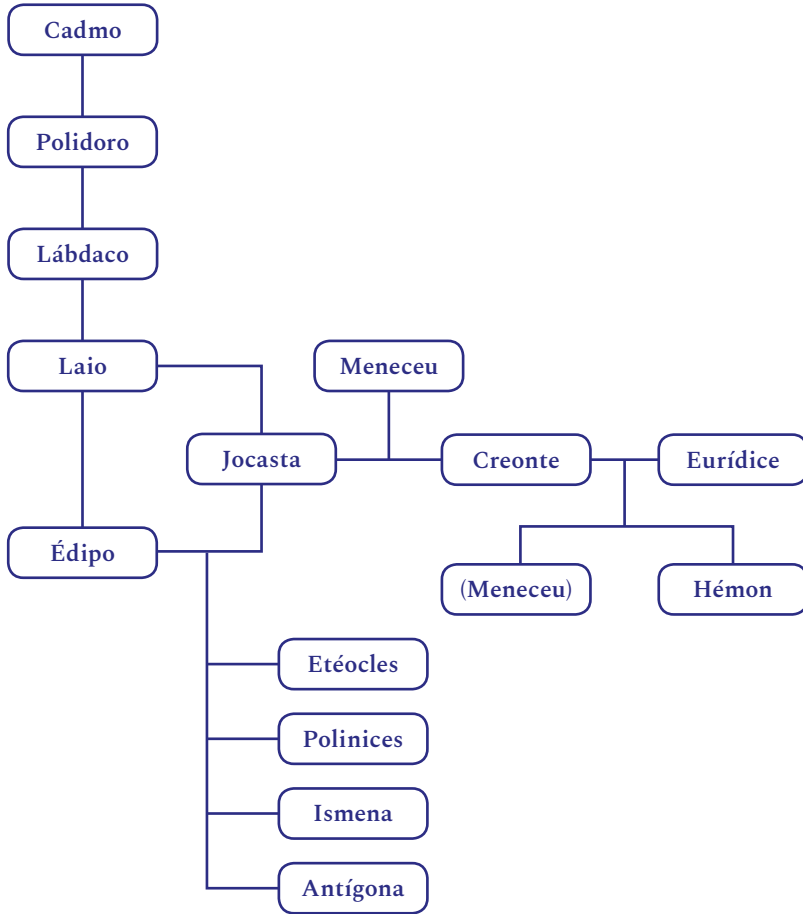 Cadmo
Polidoro
Lábdaco
Laio
Meneceu
Jocasta
Creonte
Eurídice
Édipo
(Meneceu)
Hémon
Etéocles
Polinices
Ismena
Antígona